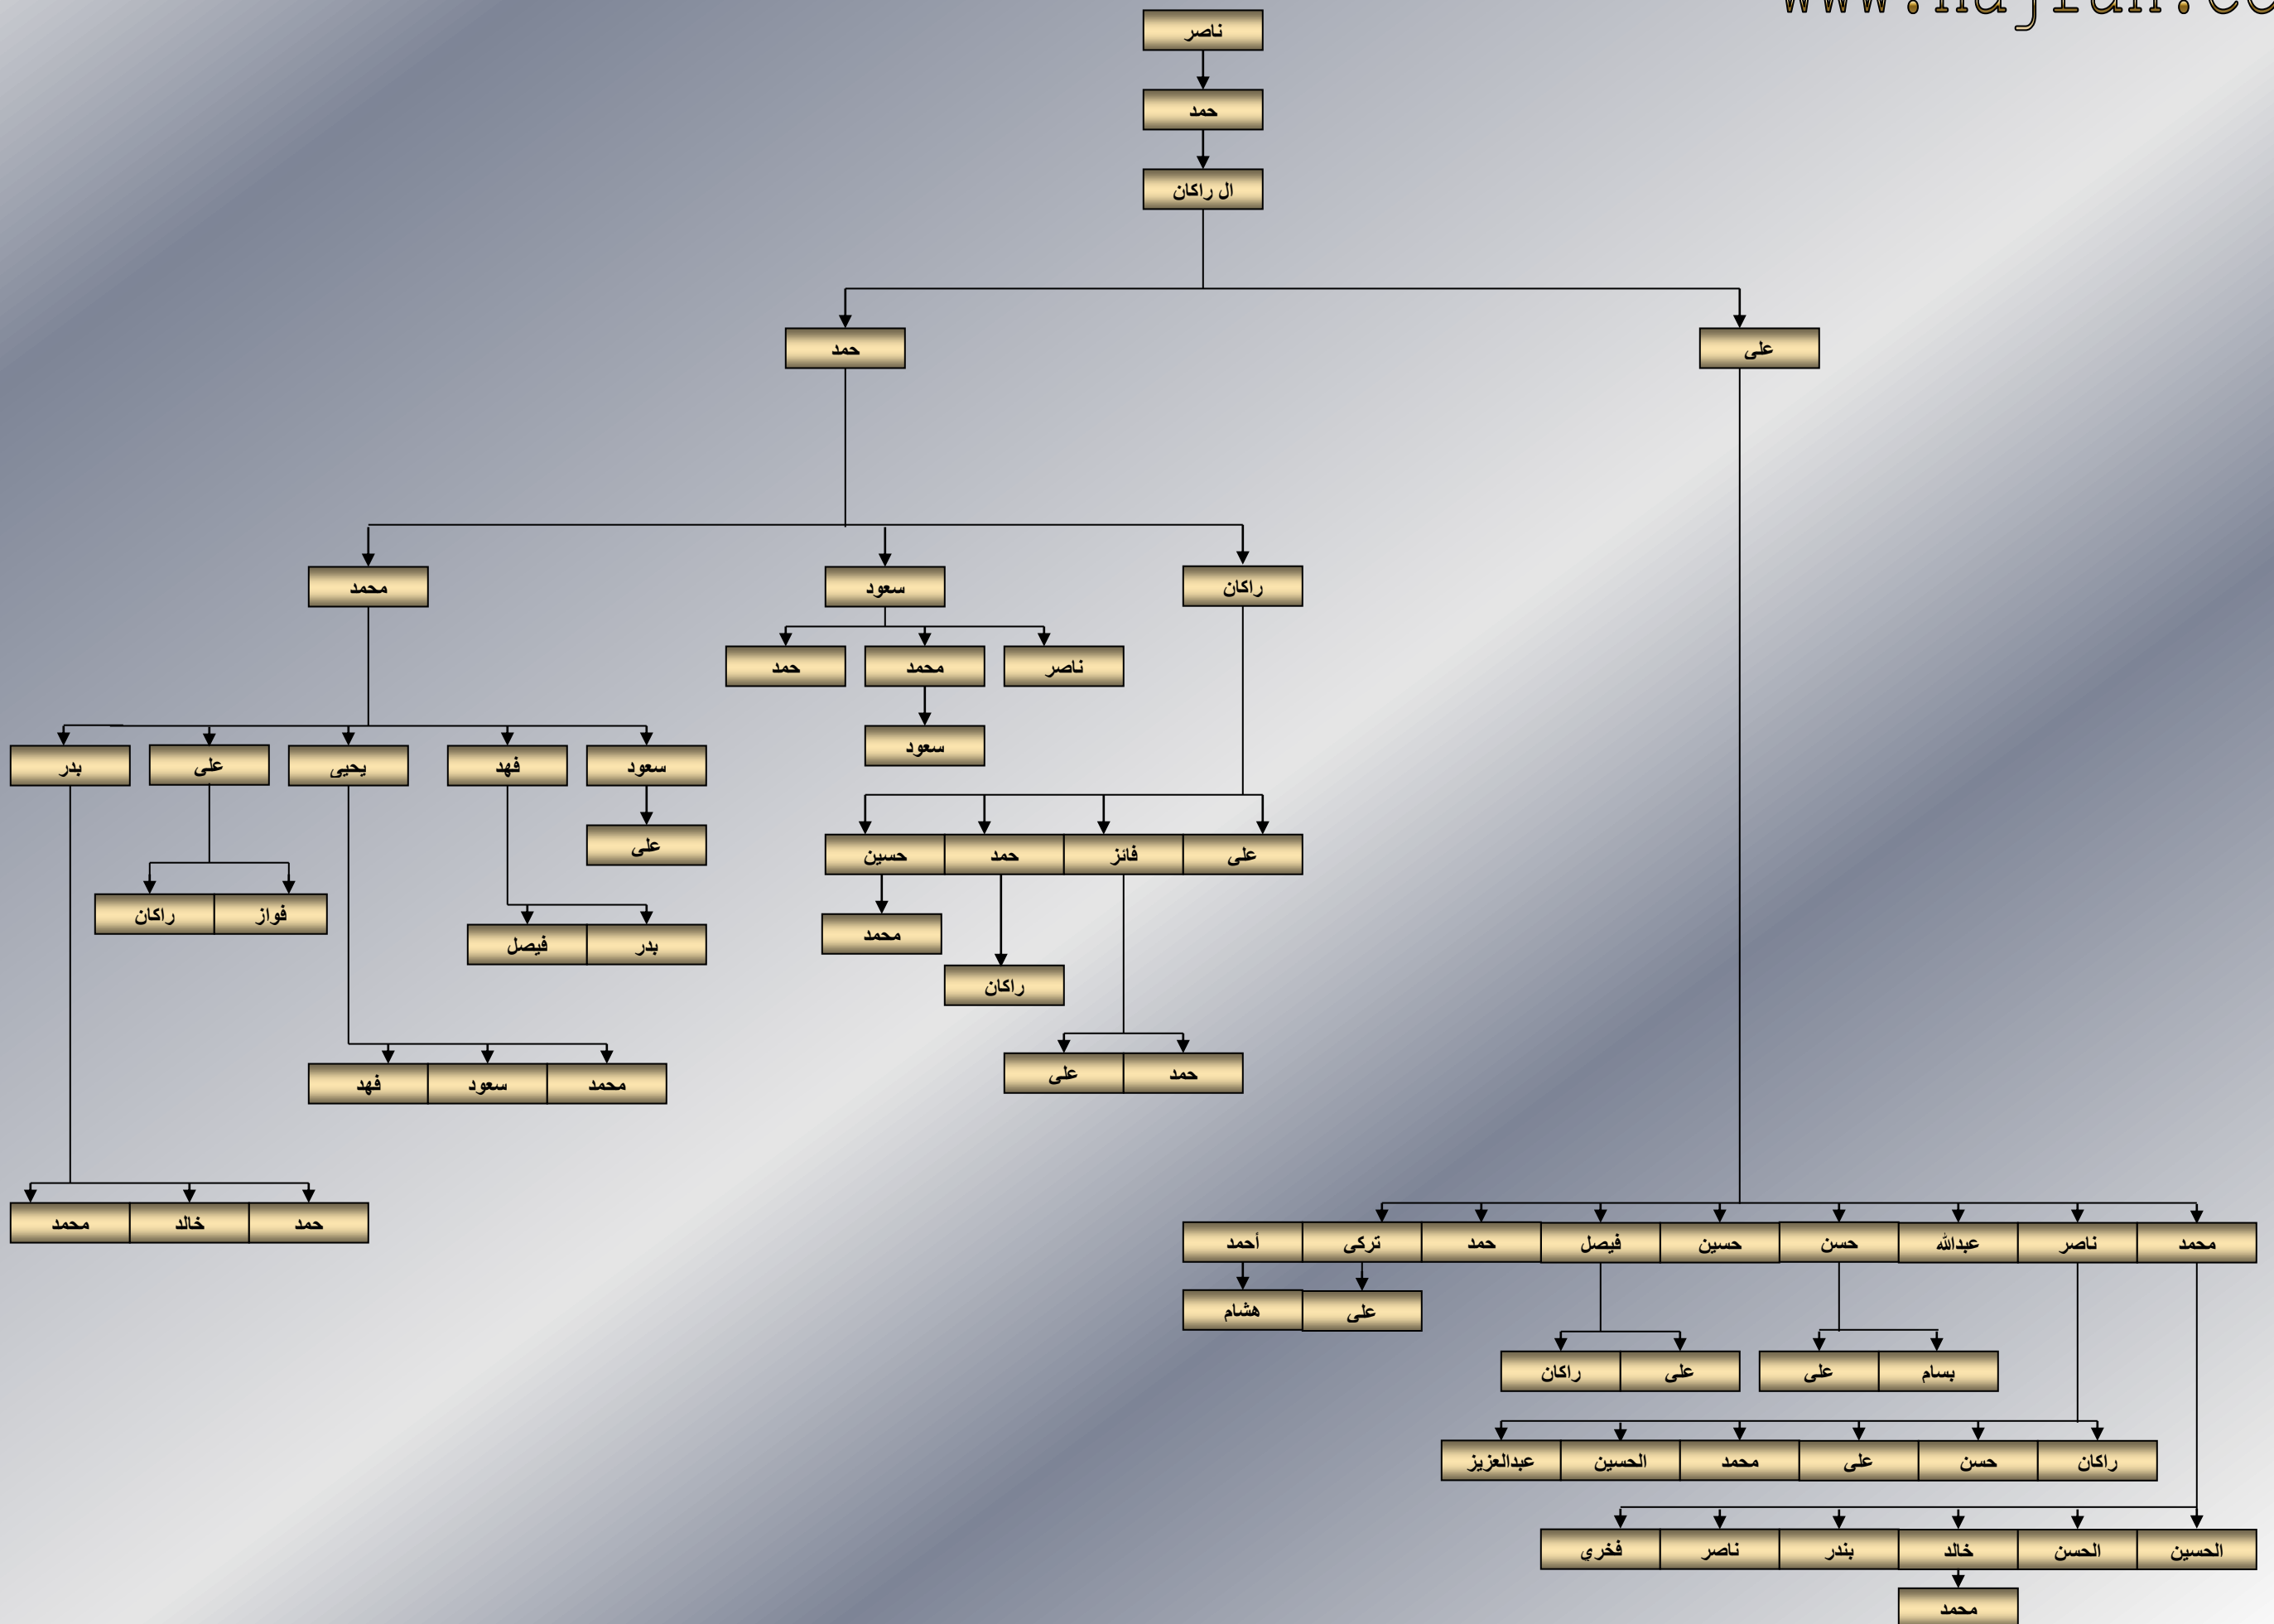 ناصر
حمد
ال راكان
على
حمد
راكان
سعود
محمد
ناصر
محمد
حمد
سعود
سعود
فهد
يحيى
على
بدر
على
على
فائز
حمد
حسين
محمد
راكان
حمد
على
بدر
فيصل
فواز
راكان
محمد
سعود
فهد
حمد
خالد
محمد
محمد
ناصر
عبدالله
حسن
حسين
فيصل
حمد
تركى
أحمد
على
هشام
بسام
على
على
راكان
راكان
حسن
على
محمد
الحسين
عبدالعزيز
الحسين
الحسن
خالد
بندر
ناصر
فخري
محمد